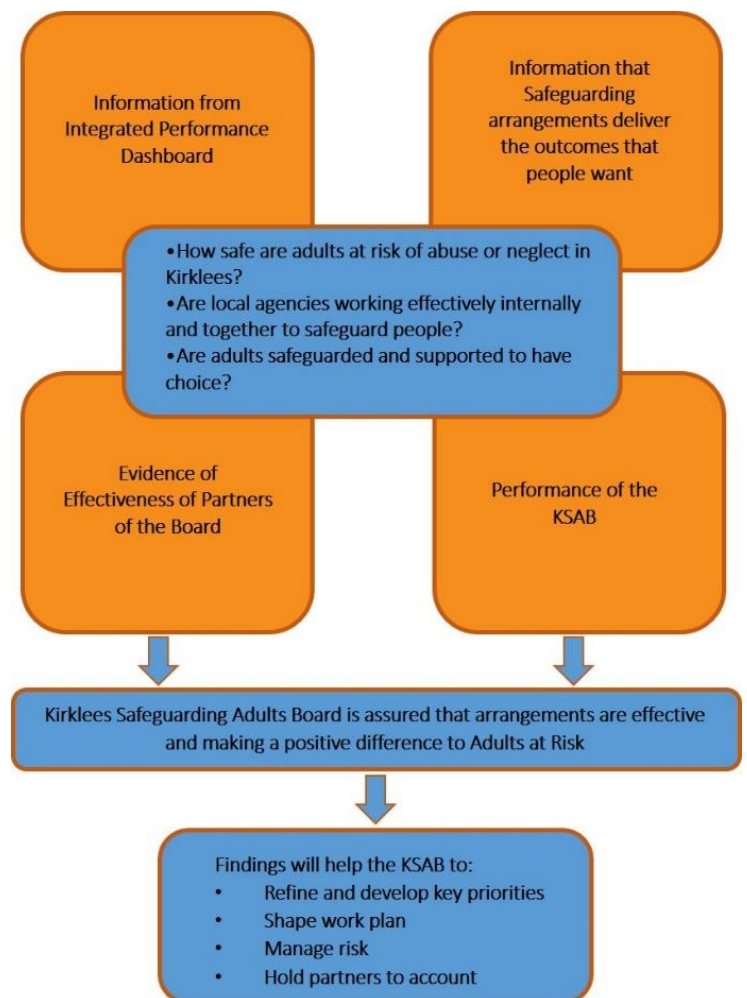 Information from
Integrated Performance
Dashboard
Information that
Safeguarding
arrangements deliver
the outcomes that
people want
•How safe are adults at risk of abuse or neglect in
Kirklees?
•Are local agencies working effectively internally
and together to safeguard people?
•Are adults safeguarded and supported to have
choice?
Evidence of
Effectiveness of Partners
of the Board
Performance of the
KSAB
Kirklees Safeguarding Adults Board is assured that arrangements are effective
and making a positive difference to Adults at Risk
Findings will help the KSAB to:
• Refine and develop key priorities
• Shape work plan
• Manage risk
• Hold partners to account